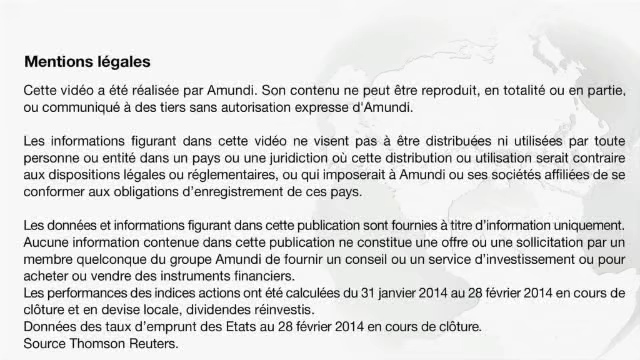 Mentions légales
Cette vidéo a été réalisée par Amundi. Son contenu ne peut être reproduit, en totalité ou en partie,
ou communiqué à des tiers sans autorisation expresse d'Amundi.
Les informations figurant dans cette vidéo ne visent pas à être distribuées ni utilisées par toute
personne ou entité dans un pays ou une juridiction où cette distribution ou utilisation serait contraire
aux dispositions légales ou réglementaires, ou qui imposerait à Amundi ou ses sociétés affiliées de se
conformer aux obligations d'enregistrement de ces pays.
Les données et informations figurant dans cette publication sont fournies à titre d'information uniquement.
Aucune information contenue dans cette publication ne constitue une offre ou une sollicitation par un
membre quelconque du groupe Amundi de fournir un conseil ou un service d'investissement ou pour
acheter ou vendre des instruments financiers.
Les performances des indices actions ont été calculées du 31 janvier 2014 au 28 février 2014 en cours de
clôture et en devise locale, dividendes réinvestis.
Données des taux d'emprunt des Etats au 28 février 2014 en cours de clôture.
Source Thomson Reuters.